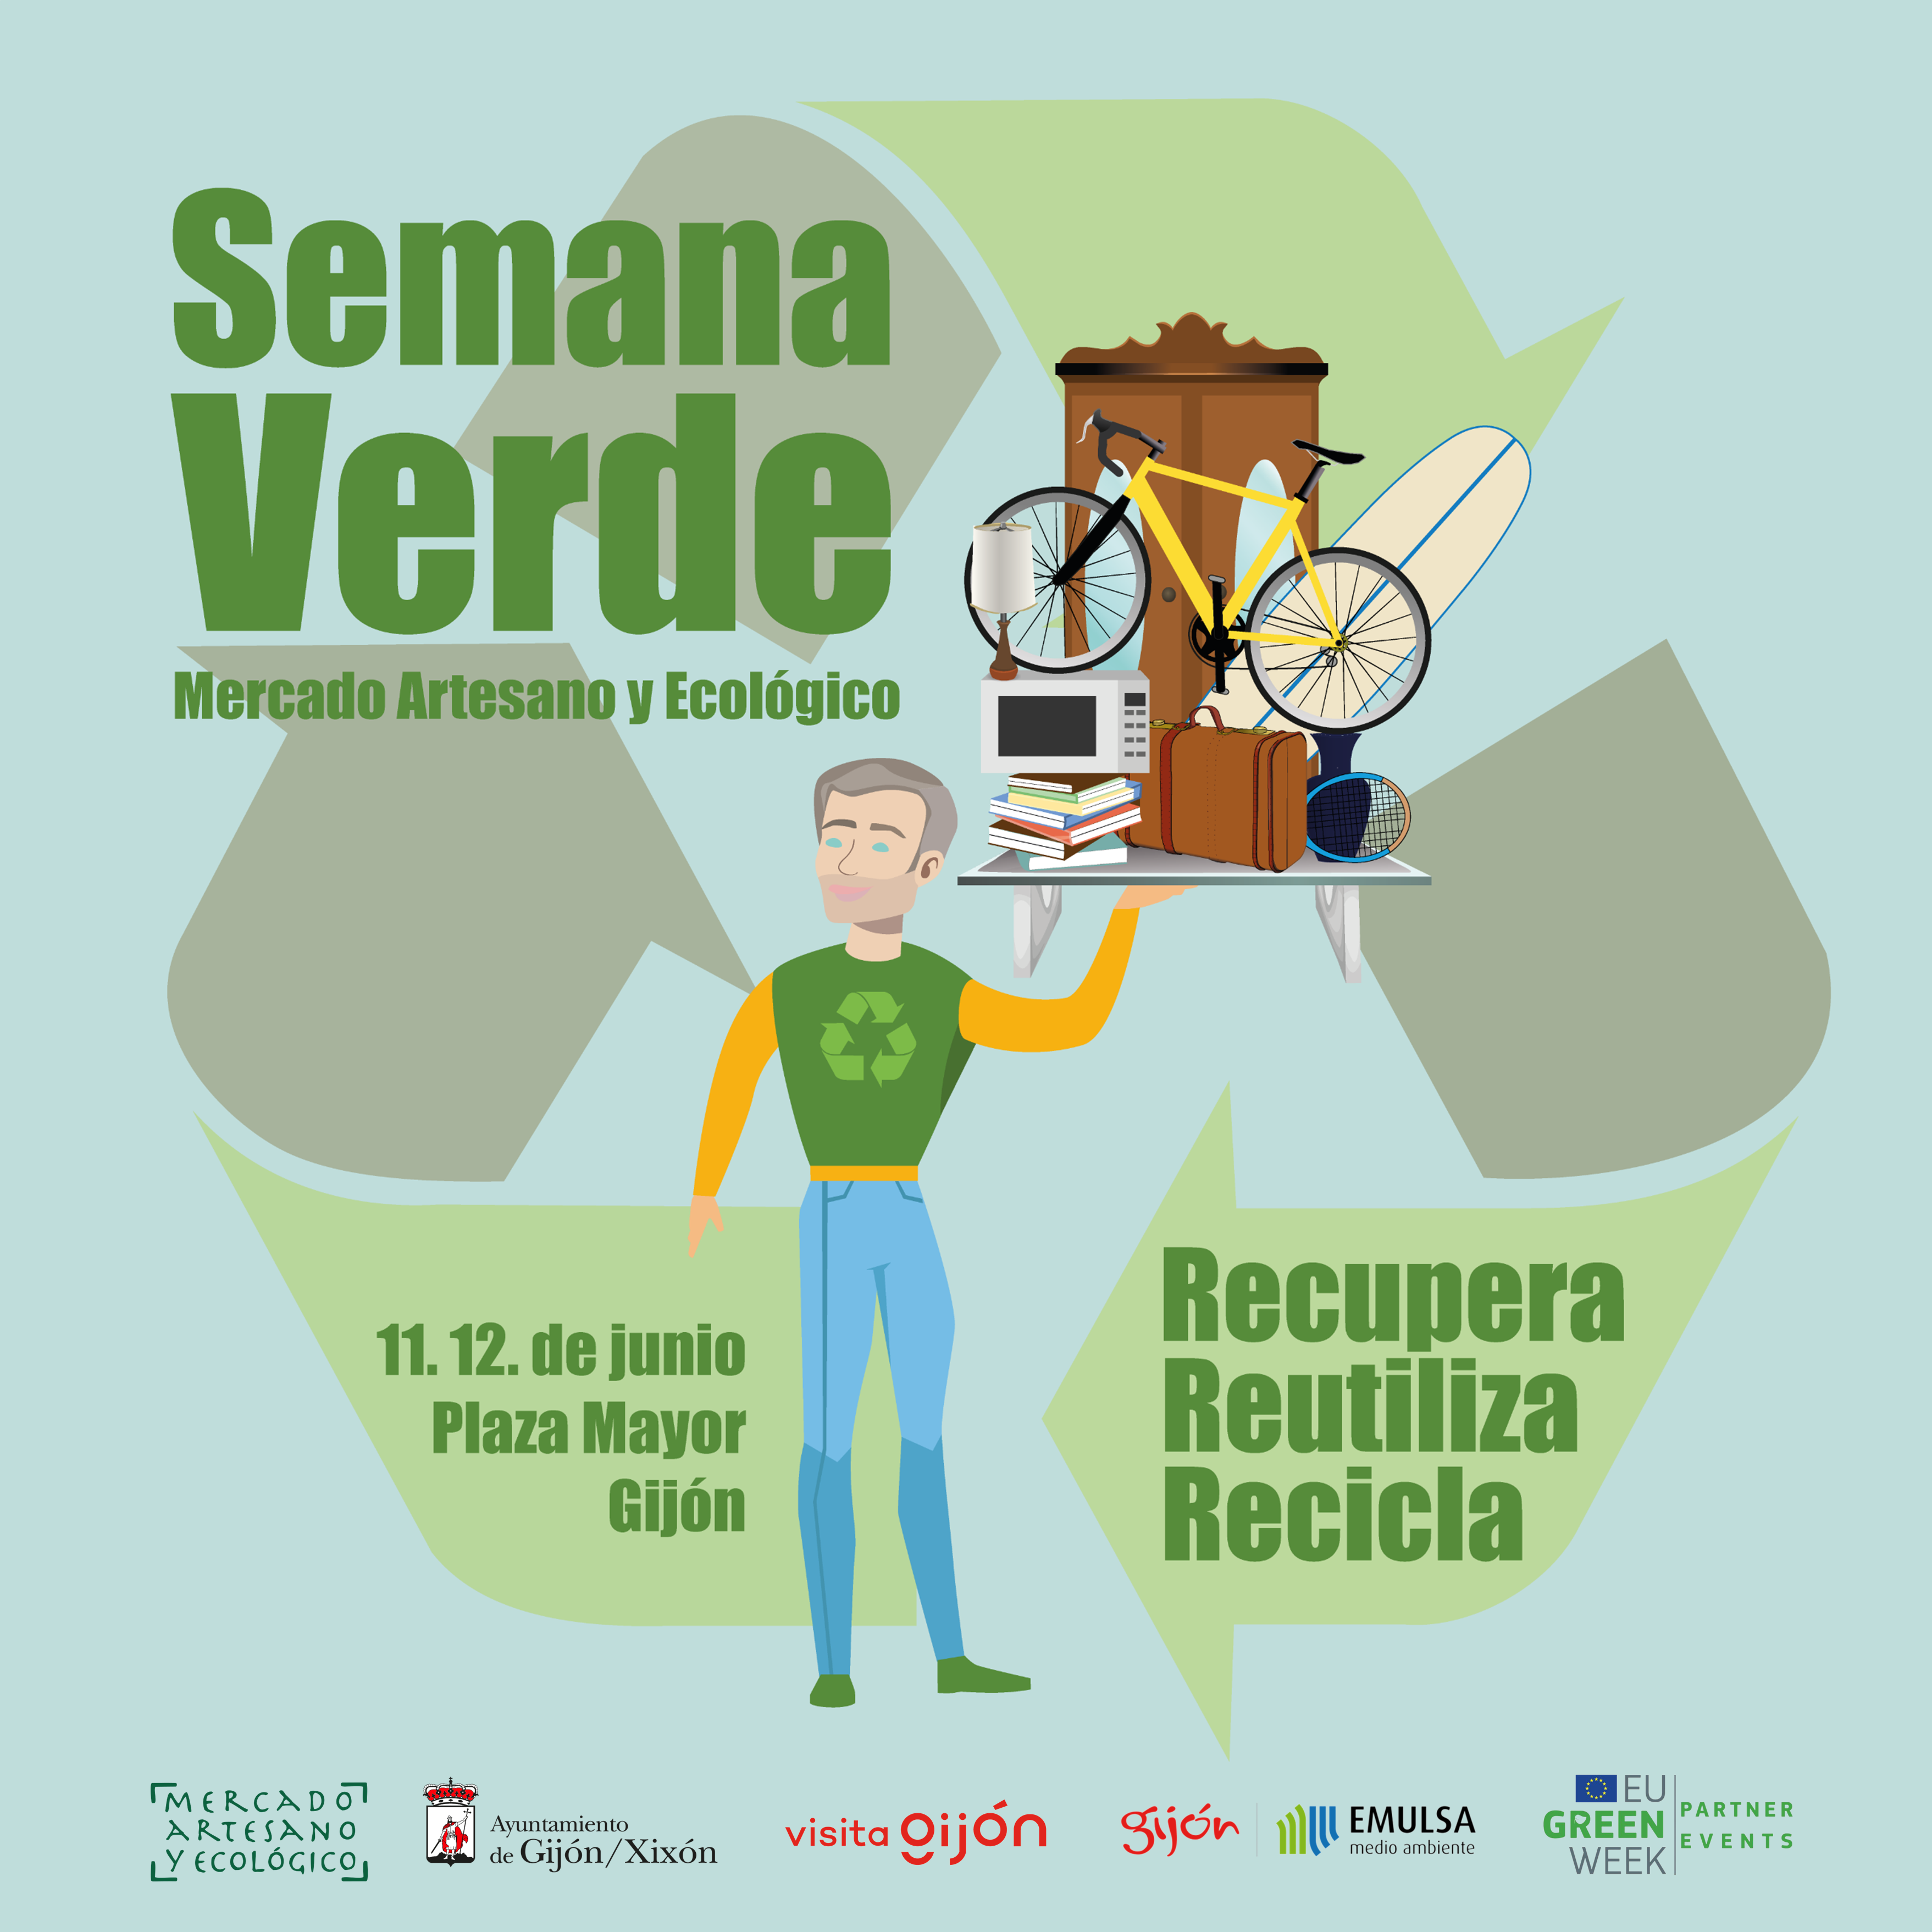 Semana
Verde
Mercado Artesano y Ecológico
11. 12. de junio
Plaza Mayor
Gijón
Recupera
Reutiliza
Recicla
MERCADO
ARTESANO
Y ECOLÓGICO
Ayuntamiento
de Gijón/Xixón
visita gijón
gijón
EMULSA
medio ambiente
EU
GREEN
WEEK
PARTNER
EVENTS